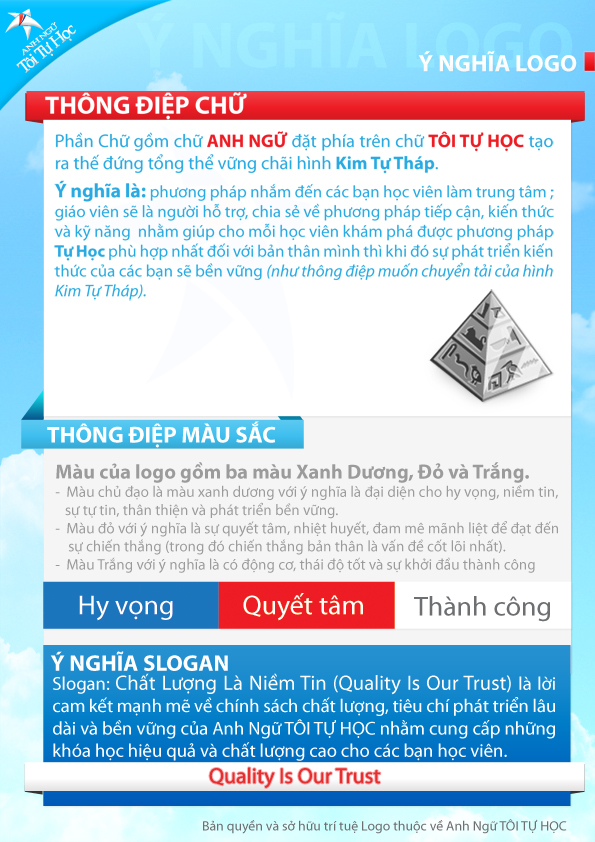 ANH NGỮ
Tôi Tự Học
Ý NGHĨA LOGO
Ý NGHĨA LOGO
THÔNG ĐIỆP CHỮ
Phần Chữ gồm chữ ANH NGỮ đặt phía trên chữ TÔI TỰ HỌC tạo
ra thế đứng tổng thể vững chãi hình Kim Tự Tháp.
Ý nghĩa là: phương pháp nhắm đến các bạn học viên làm trung tâm ;
giáo viên sẽ là người hỗ trợ, chia sẻ về phương pháp tiếp cận, kiến thức
và kỹ năng nhằm giúp cho mỗi học viên khám phá được phương pháp
Tự Học phù hợp nhất đối với bản thân mình thì khi đó sự phát triển kiến
thức của các bạn sẽ bền vững (như thông điệp muốn chuyển tải của hình
Kim Tự Tháp).
THÔNG ĐIỆP MÀU SẮC
Màu của logo gồm ba màu Xanh Dương, Đỏ và Trắng.
- Màu chủ đạo là màu xanh dương với ý nghĩa là đại diện cho hy vọng, niềm tin,
sự tự tin, thân thiện và phát triển bền vững.
- Màu đỏ với ý nghĩa là sự quyết tâm, nhiệt huyết, đam mê mãnh liệt để đạt đến
sự chiến thắng (trong đó chiến thắng bản thân là vấn đề cốt lõi nhất).
- Màu Trắng với ý nghĩa là có động cơ, thái độ tốt và sự khởi đầu thành công
Hy vọng Quyết tâm Thành công
Ý NGHĨA SLOGAN
Slogan: Chất Lượng Là Niềm Tin (Quality Is Our Trust) là lời
cam kết mạnh mẽ về chính sách chất lượng, tiêu chí phát triển lâu
dài và bền vững của Anh Ngữ TÔI TỰ HỌC nhằm cung cấp những
khóa học hiệu quả và chất lượng cao cho các bạn học viên.
Quality Is Our Trust
Bản quyền và sở hữu trí tuệ Logo thuộc về Anh Ngữ TÔI TỰ HỌC